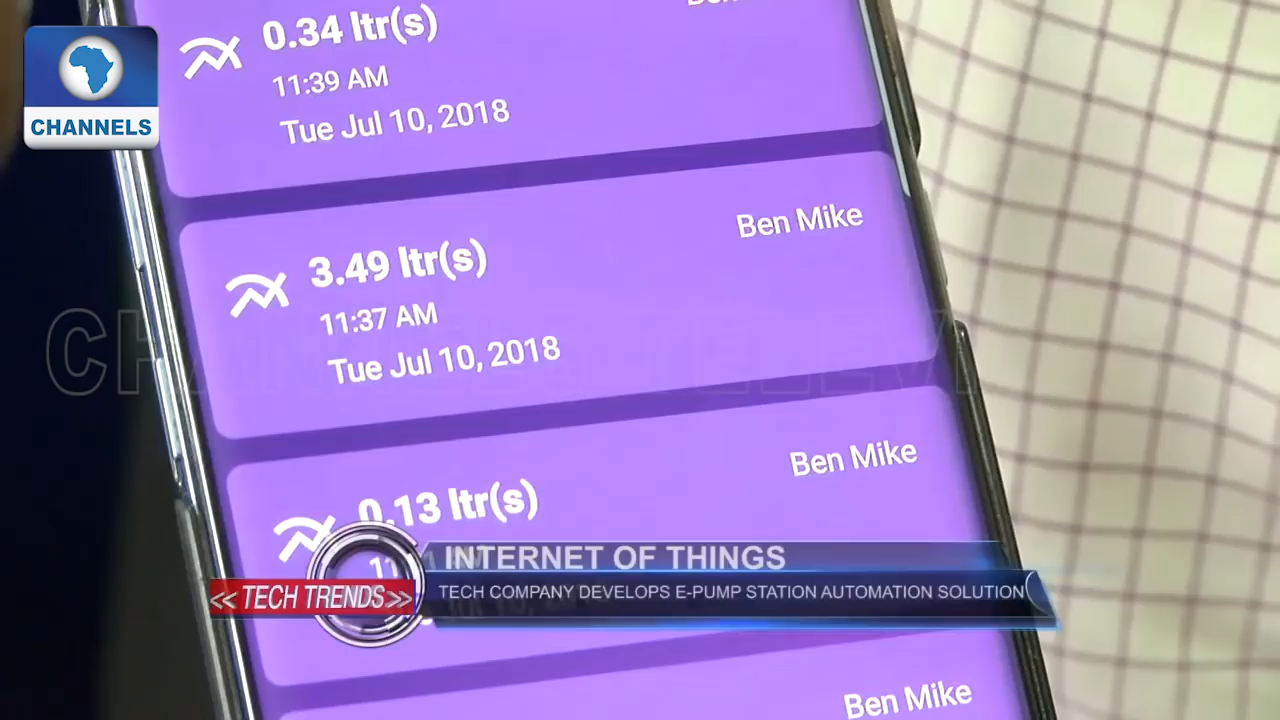 Ben
0.34 ltr(s)
11:39 AM
Tue Jul 10, 2018
CHANNELS
Ben Mike
3.49 ltr(s)
11:37 AM
Tue Jul 10, 2018
Ben Mike
0.13 ltr(s)
INTERNET OF THINGS
<< TECH TRENDS >>
TECH COMPANY DEVELOPS E-PUMP STATION AUTOMATION SOLUTION
Ben Mike